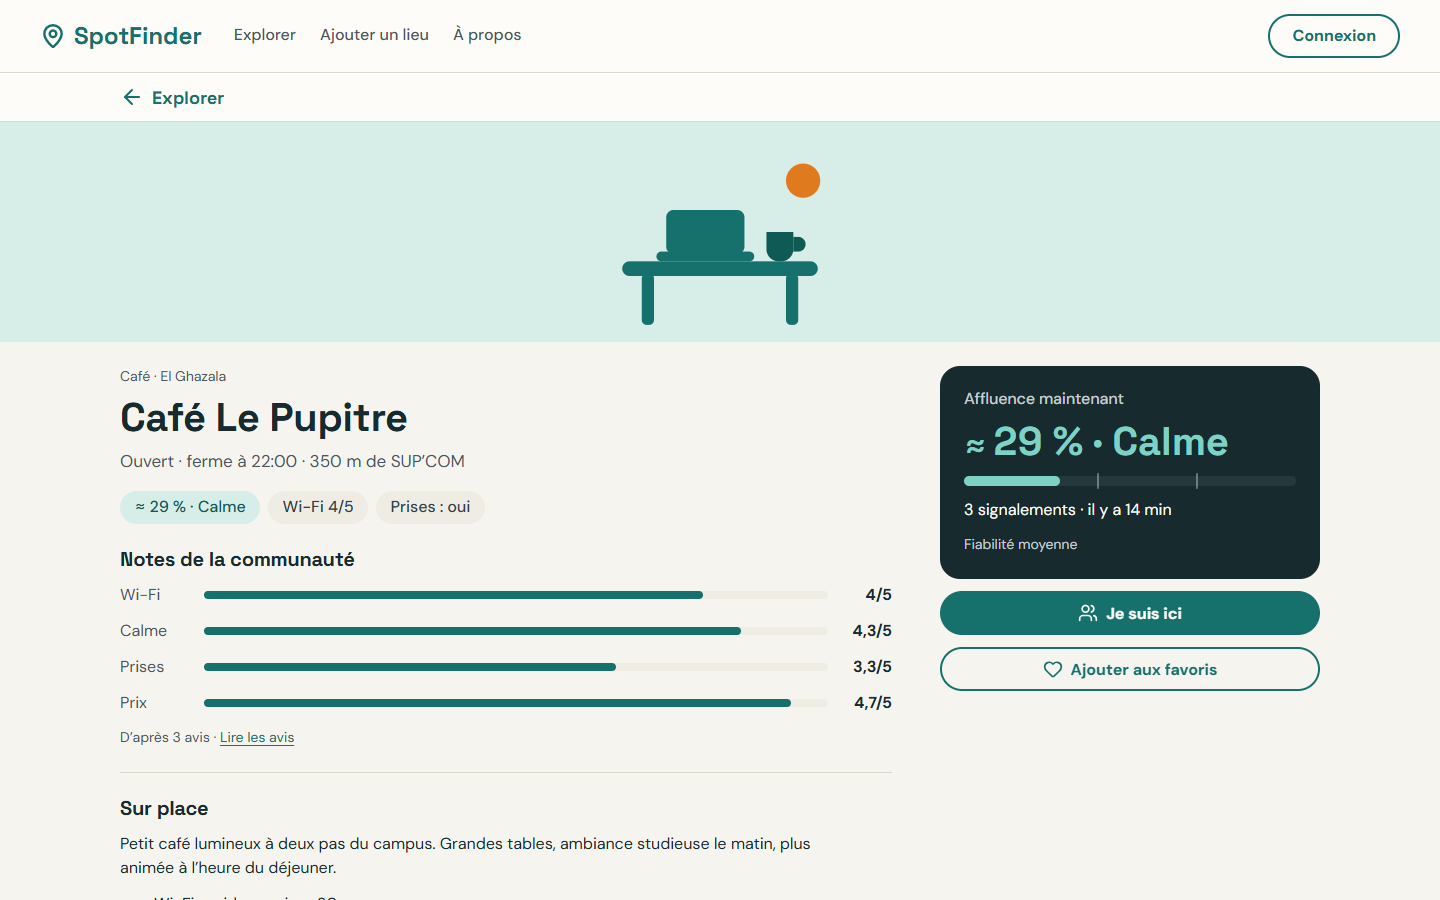 SpotFinder
Explorer
Ajouter un lieu
À propos
Connexion
Explorer
Café · El Ghazala
Café Le Pupitre
Ouvert · ferme à 22:00 · 350 m de SUP’COM
≈ 29 % · Calme
Wi-Fi 4/5
Prises : oui
Notes de la communauté
Wi-Fi 4/5
Calme 4,3/5
Prises 3,3/5
Prix 4,7/5
D’après 3 avis · Lire les avis
Sur place
Petit café lumineux à deux pas du campus. Grandes tables, ambiance studieuse le matin, plus
animée à l’heure du déjeuner.
Affluence maintenant
≈ 29 % · Calme
3 signalements · il y a 14 min
Fiabilité moyenne
Je suis ici
Ajouter aux favoris